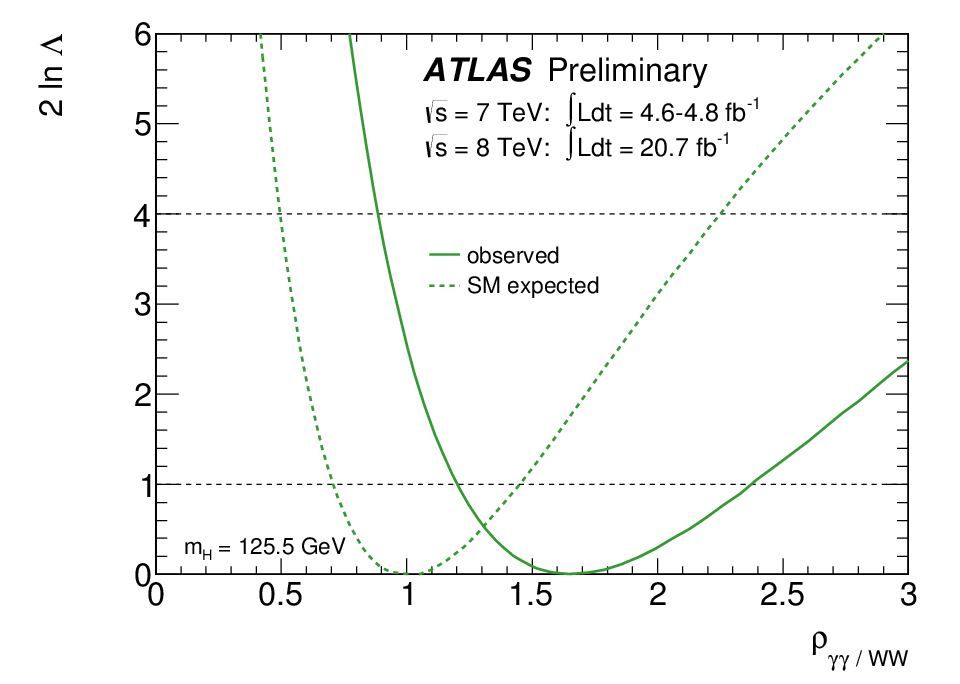 2 ln Λ
6
5
4
3
2
1
0
ATLAS Preliminary
√s = 7 TeV: ∫Ldt = 4.6-4.8 fb⁻¹
√s = 8 TeV: ∫Ldt = 20.7 fb⁻¹
observed
SM expected
m_H = 125.5 GeV
0 0.5 1 1.5 2 2.5 3
ρ_γγ / WW